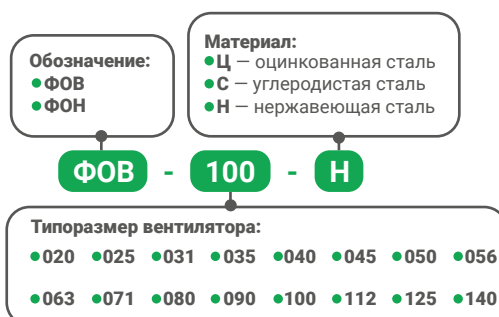 Обозначение:
ФОВ
ФОН
Материал:
Ц — оцинкованная сталь
С — углеродистая сталь
Н — нержавеющая сталь
ФОВ - 100 - Н
Типоразмер вентилятора:
020 025 031 035 040 045 050 056
063 071 080 090 100 112 125 140